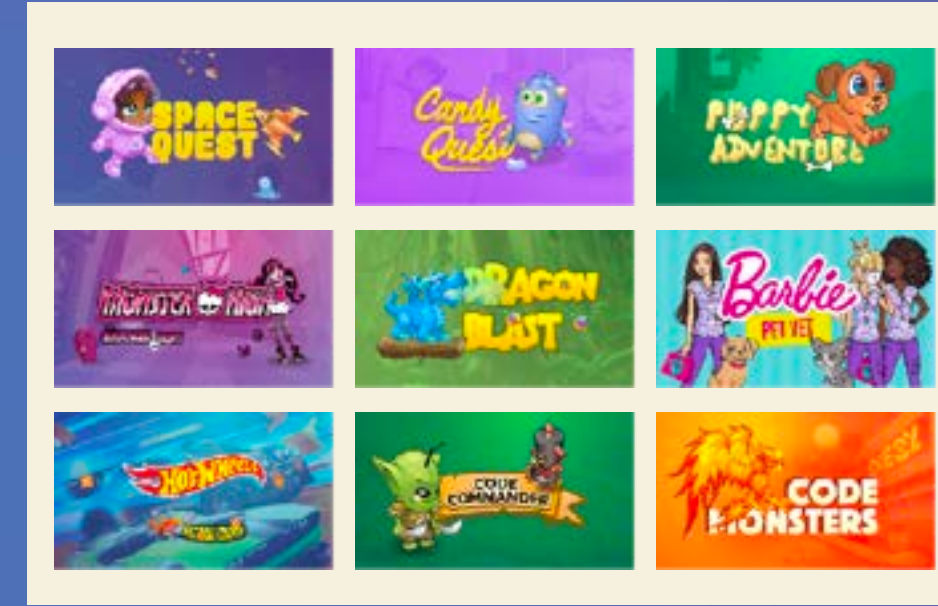 SPACE
QUEST
Candy
Quest
PUPPY
ADVENTURE
MONSTER HIGH
DRAGON
BLAST
Barbie
PET VET
HOT WHEELS
CODE
COMMANDER
CODE
MONSTERS